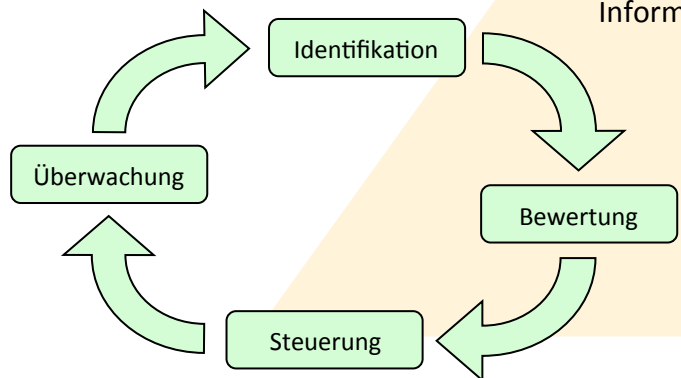 Inform
Identifikation
Überwachung
Bewertung
Steuerung